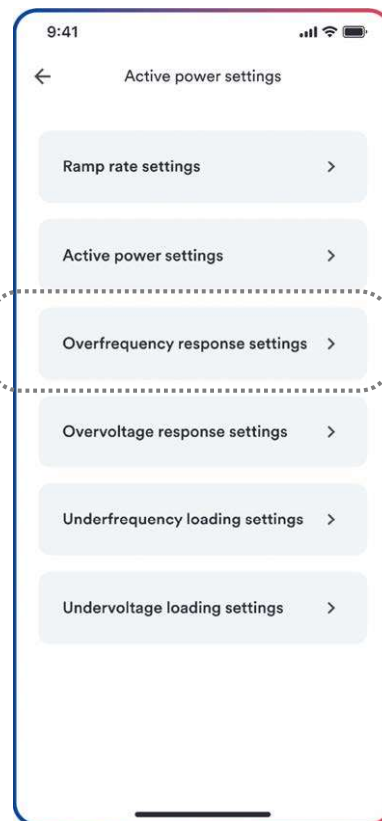 9:41
Active power settings
Ramp rate settings
Active power settings
Overfrequency response settings
Overvoltage response settings
Underfrequency loading settings
Undervoltage loading settings